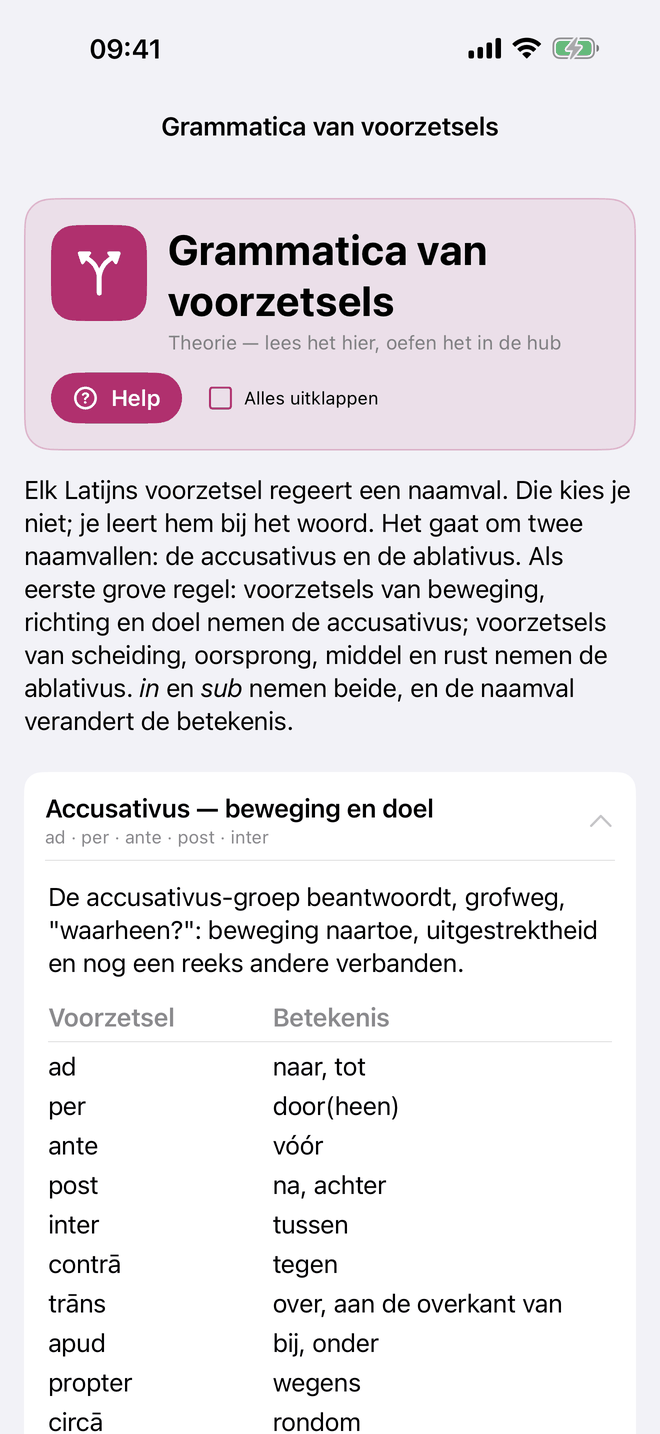 09:41
Grammatica van voorzetsels
Grammatica van
voorzetsels
Theorie — lees het hier, oefen het in de hub
Help
Alles uitklappen
Elk Latijns voorzetsel regeert een naamval. Die kies je
niet; je leert hem bij het woord. Het gaat om twee
naamvallen: de accusativus en de ablativus. Als
eerste grove regel: voorzetsels van beweging,
richting en doel nemen de accusativus; voorzetsels
van scheiding, oorsprong, middel en rust nemen de
ablativus. in en sub nemen beide, en de naamval
verandert de betekenis.
Accusativus — beweging en doel
ad · per · ante · post · inter
De accusativus-groep beantwoordt, grofweg,
"waarheen?": beweging naartoe, uitgestrektheid
en nog een reeks andere verbanden.
Voorzetsel Betekenis
ad naar, tot
per door(heen)
ante vóór
post na, achter
inter tussen
contrā tegen
trāns over, aan de overkant van
apud bij, onder
propter wegens
circā rondom